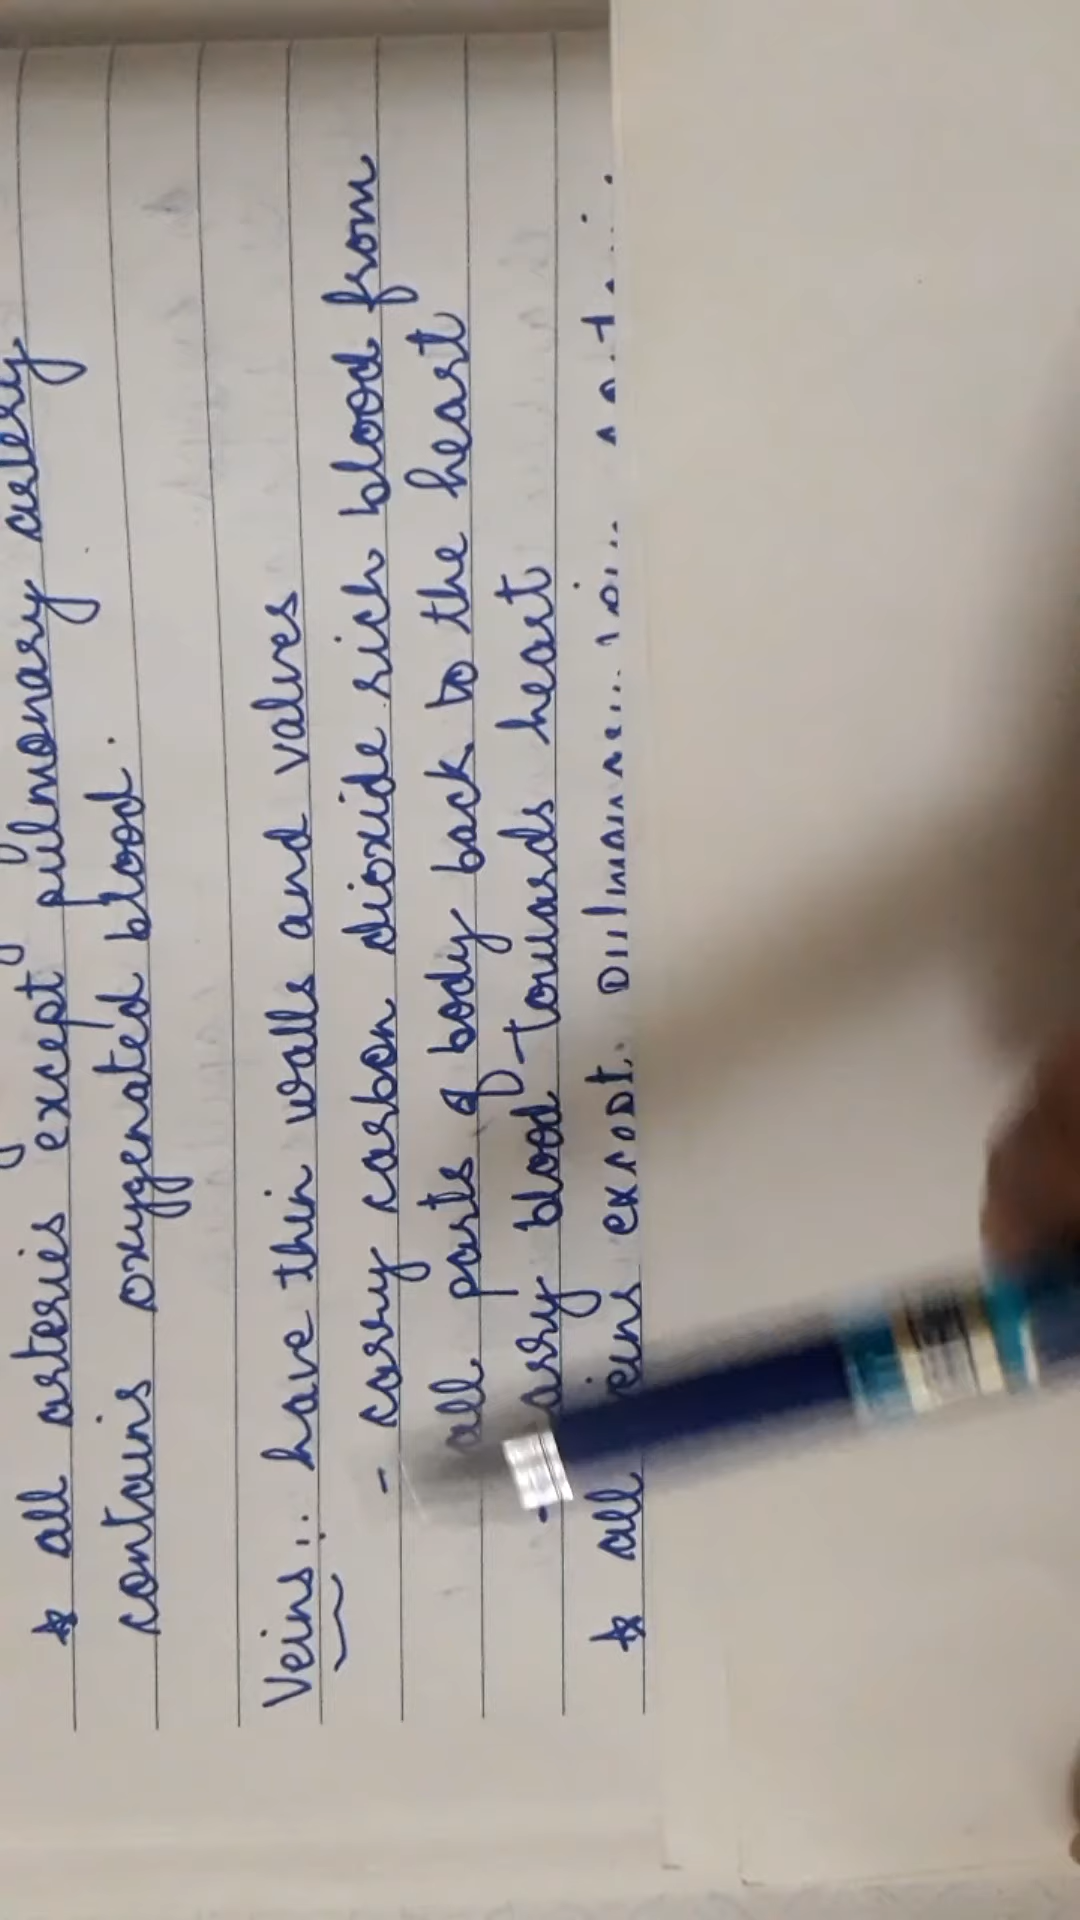 * all arteries except pulmonary artery
contains oxygenated blood.
Veins :. have thin walls and valves
- carry carbon dioxide rich blood from
all parts of body back to the heart
- carry blood towards heart
* all veins except